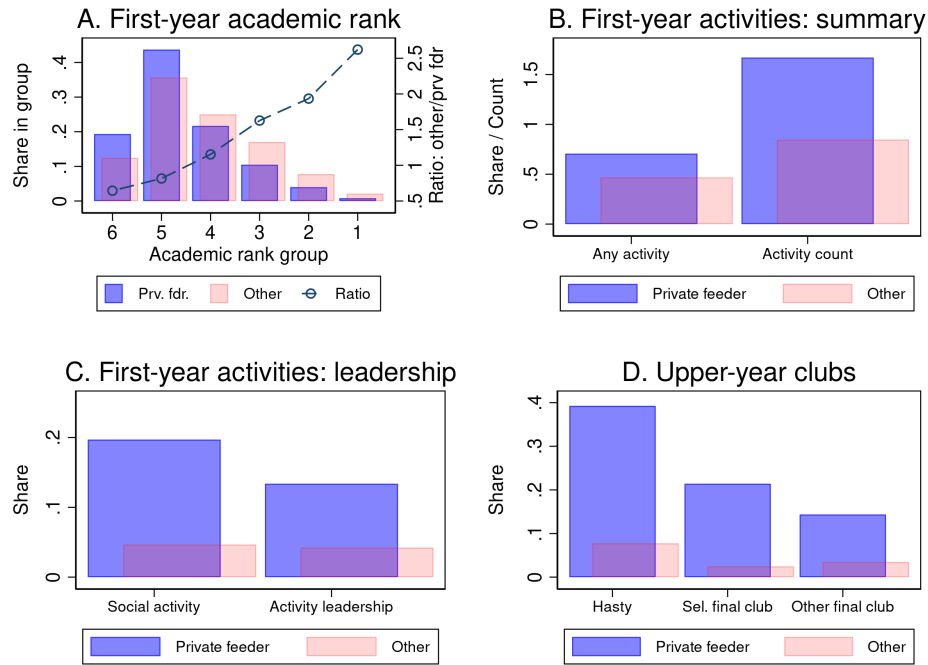 A. First-year academic rank
Share in group
0 .1 .2 .3 .4
.5 1 1.5 2 2.5
Ratio: other/prv fdr
6 5 4 3 2 1
Academic rank group
Prv. fdr. Other Ratio
B. First-year activities: summary
Share / Count
0 .5 1 1.5
Any activity Activity count
Private feeder Other
C. First-year activities: leadership
Share
0 .1 .2
Social activity Activity leadership
Private feeder Other
D. Upper-year clubs
Share
0 .1 .2 .3 .4
Hasty Sel. final club Other final club
Private feeder Other